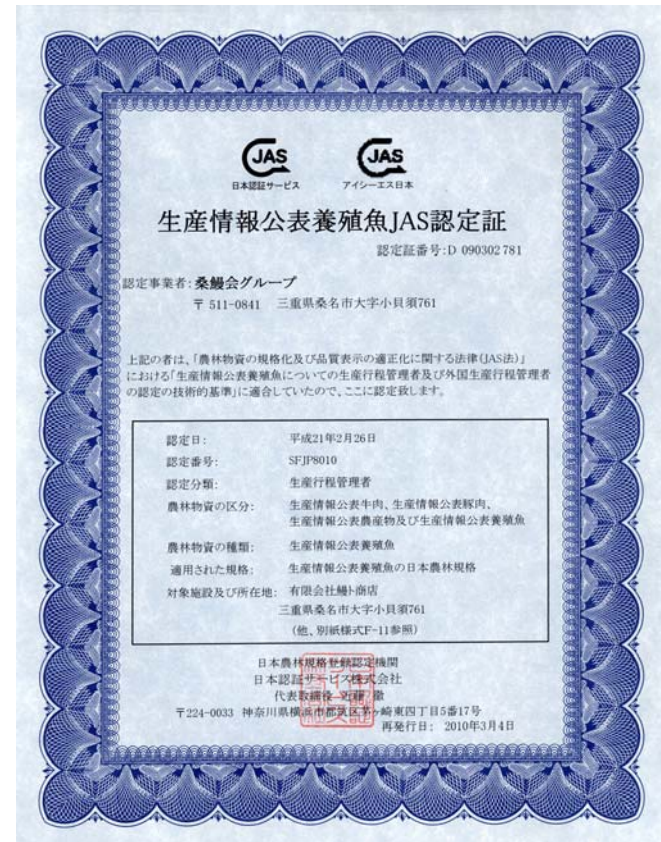 JAS JAS
日本認証サービス アイシーエス日本
生産情報公表養殖魚JAS認定証
認定証番号:D 090302781
認定事業者: 桑鰻会グループ
〒 511-0841 三重県桑名市大字小貝須761
上記の者は、「農林物資の規格化及び品質表示の適正化に関する法律(JAS法)」
における「生産情報公表養殖魚についての生産行程管理者及び外国生産行程管理者
の認定の技術的基準」に適合していたので、ここに認定致します。
認定日: 平成21年2月26日
認定番号: SFJP8010
認定分類: 生産行程管理者
農林物資の区分: 生産情報公表牛肉、生産情報公表豚肉、
生産情報公表農産物及び生産情報公表養殖魚
農林物資の種類: 生産情報公表養殖魚
適用された規格: 生産情報公表養殖魚の日本農林規格
対象施設及び所在地: 有限会社鰻ト商店
三重県桑名市大字小貝須761
(他、別紙様式F-11参照)
日本農林規格登録認定機関
日本認証サービス株式会社
代表取締役 近藤 徹
〒224-0033 神奈川県横浜市都筑区茅ヶ崎東四丁目5番17号
再発行日: 2010年3月4日